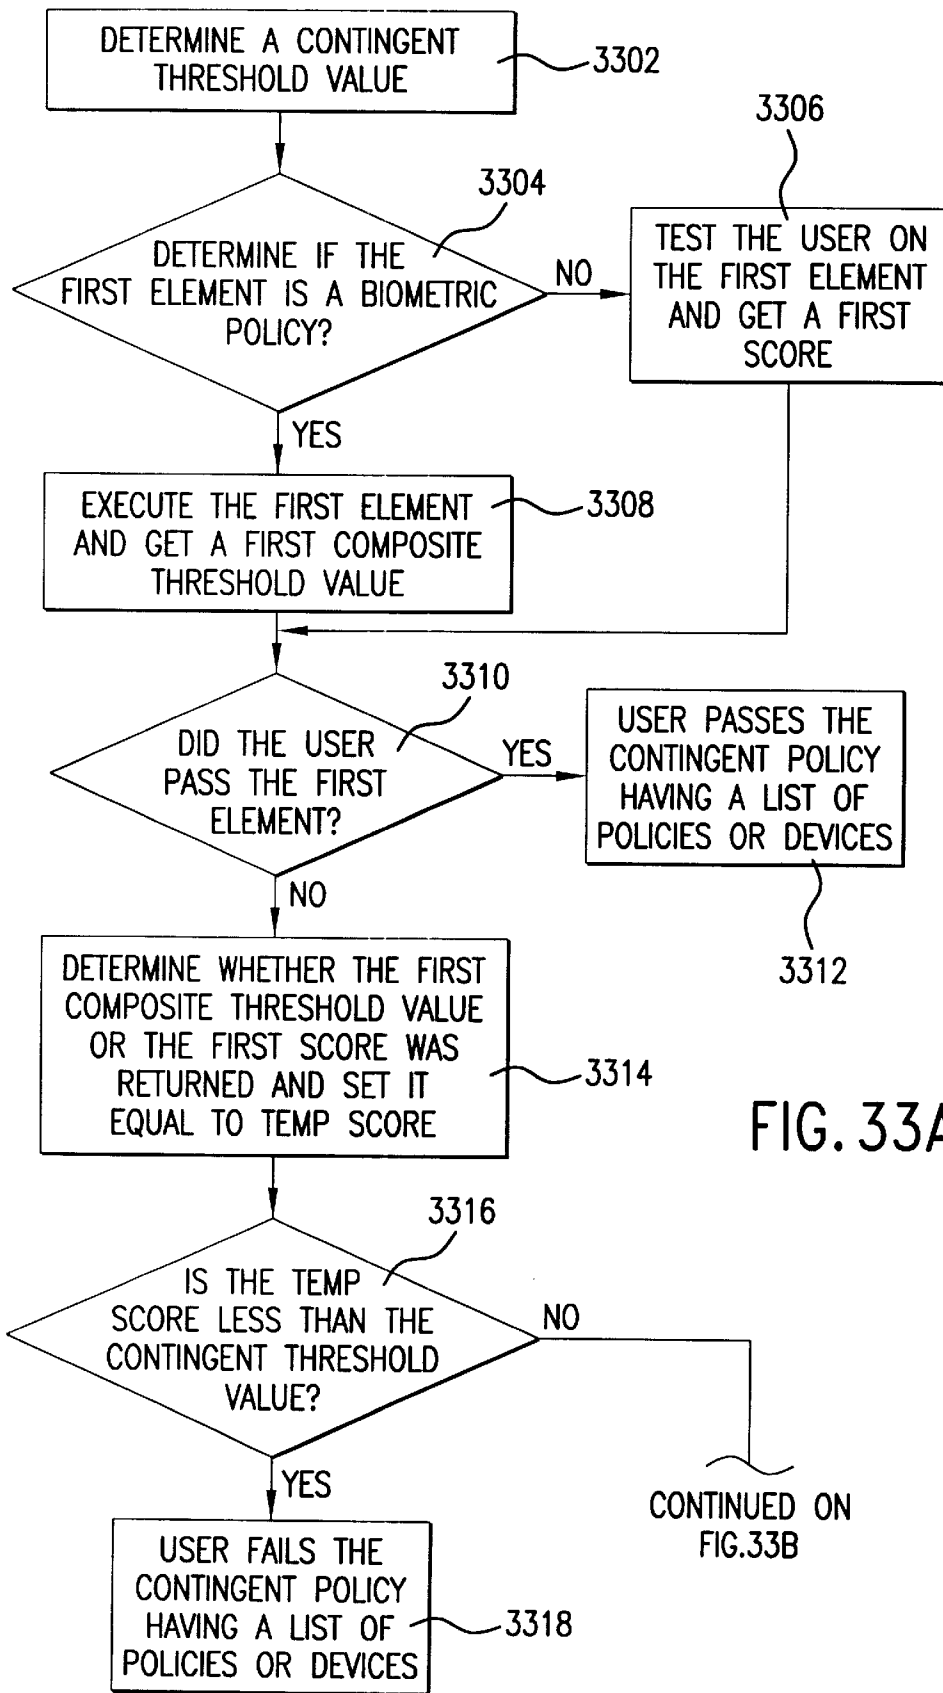 DETERMINE A CONTINGENT
THRESHOLD VALUE
3302
3304
DETERMINE IF THE
FIRST ELEMENT IS A BIOMETRIC
POLICY?
NO
3306
TEST THE USER ON
THE FIRST ELEMENT
AND GET A FIRST
SCORE
YES
EXECUTE THE FIRST ELEMENT
AND GET A FIRST COMPOSITE
THRESHOLD VALUE
3308
3310
DID THE USER
PASS THE FIRST
ELEMENT?
YES
USER PASSES THE
CONTINGENT POLICY
HAVING A LIST OF
POLICIES OR DEVICES
3312
NO
DETERMINE WHETHER THE FIRST
COMPOSITE THRESHOLD VALUE
OR THE FIRST SCORE WAS
RETURNED AND SET IT
EQUAL TO TEMP SCORE
3314
FIG. 33A
3316
IS THE TEMP
SCORE LESS THAN THE
CONTINGENT THRESHOLD
VALUE?
NO
CONTINUED ON
FIG.33B
YES
USER FAILS THE
CONTINGENT POLICY
HAVING A LIST OF
POLICIES OR DEVICES
3318